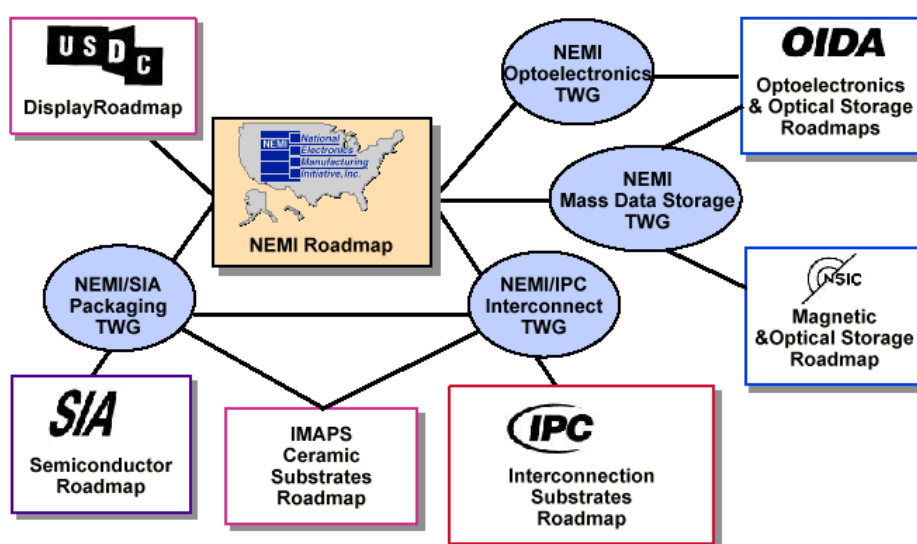 USDC
DisplayRoadmap
NEMI
Optoelectronics
TWG
OIDA
Optoelectronics
& Optical Storage
Roadmaps
NEMI
National
Electronics
Manufacturing
Initiative, Inc.
NEMI Roadmap
NEMI
Mass Data Storage
TWG
NEMI/SIA
Packaging
TWG
NEMI/IPC
Interconnect
TWG
NSIC
Magnetic
&Optical Storage
Roadmap
SIA
Semiconductor
Roadmap
IMAPS
Ceramic
Substrates
Roadmap
IPC
Interconnection
Substrates
Roadmap